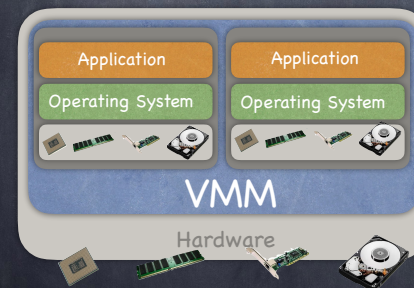 Application
Application
Operating System
Operating System
VMM
Hardware